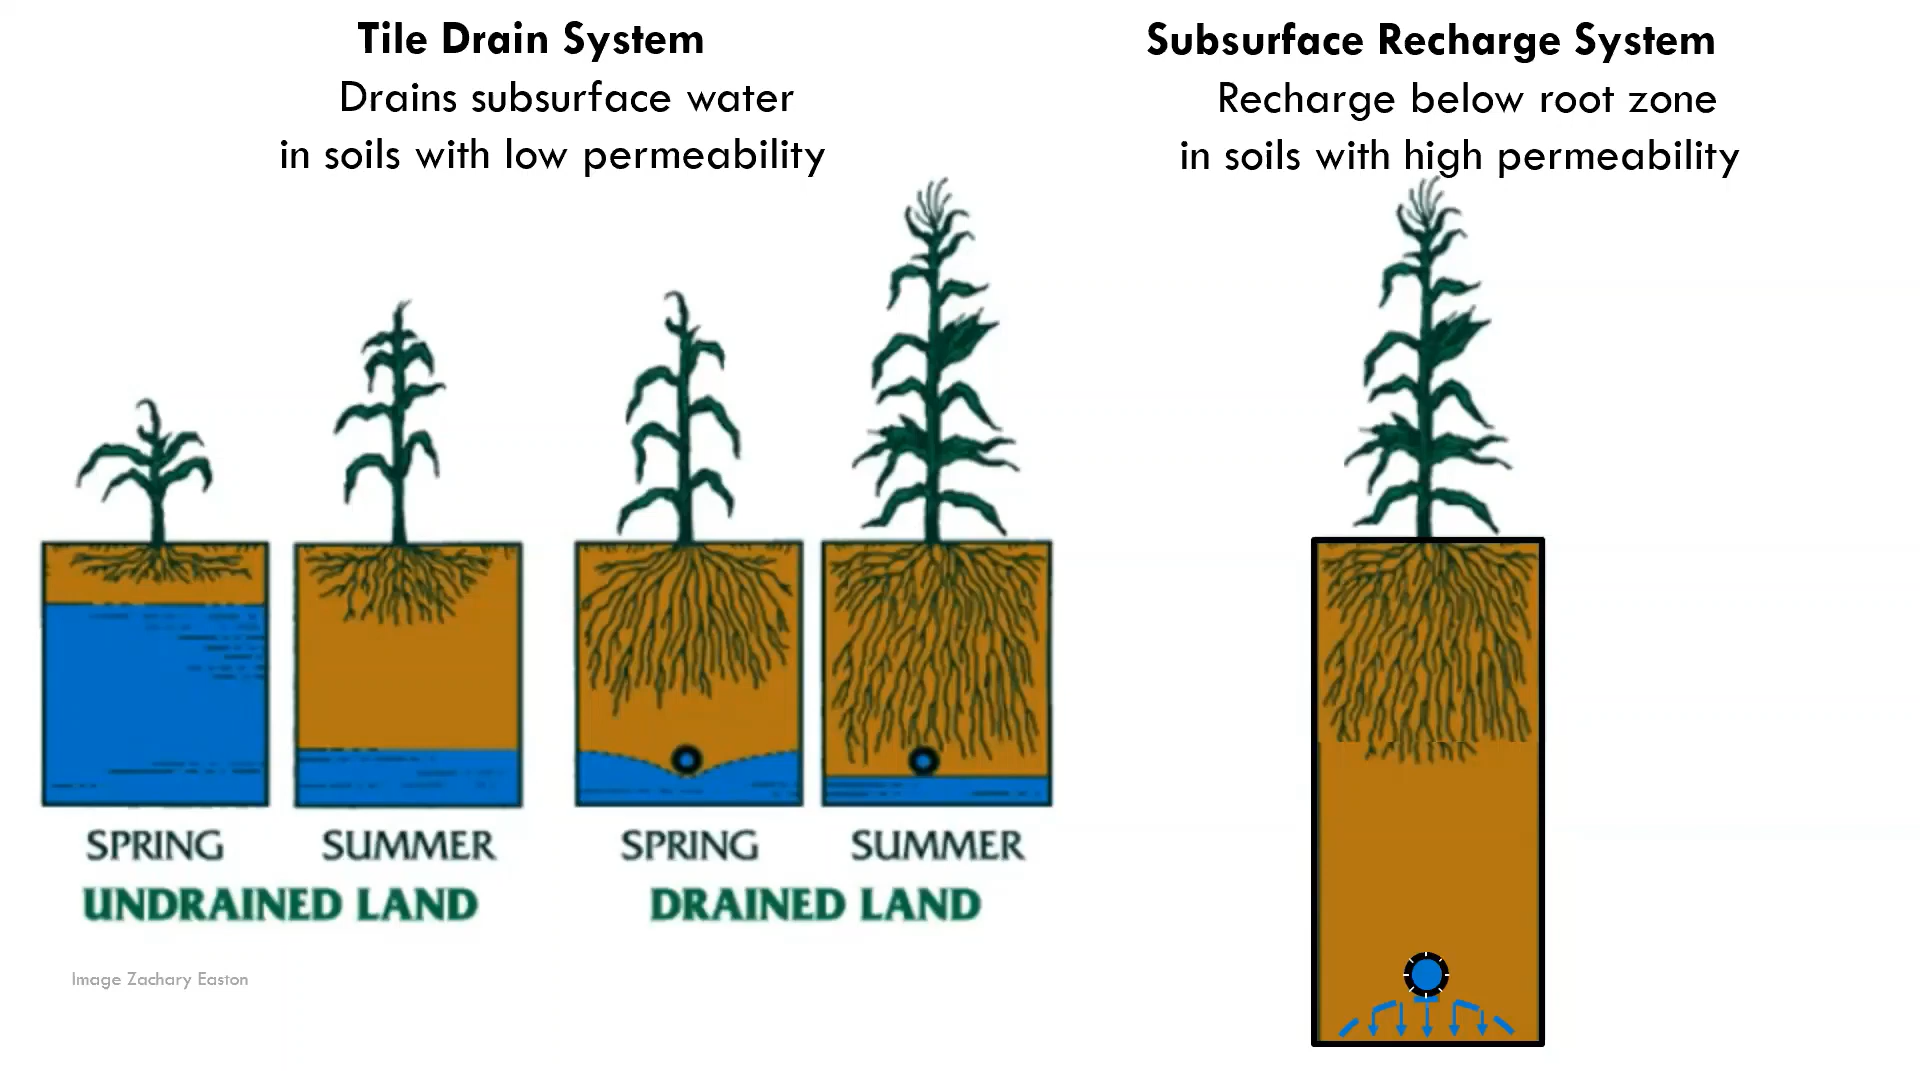 Tile Drain System
Drains subsurface water
in soils with low permeability
Subsurface Recharge System
Recharge below root zone
in soils with high permeability
SPRING
SUMMER
SPRING
SUMMER
UNDRAINED LAND
DRAINED LAND
Image Zachary Easton